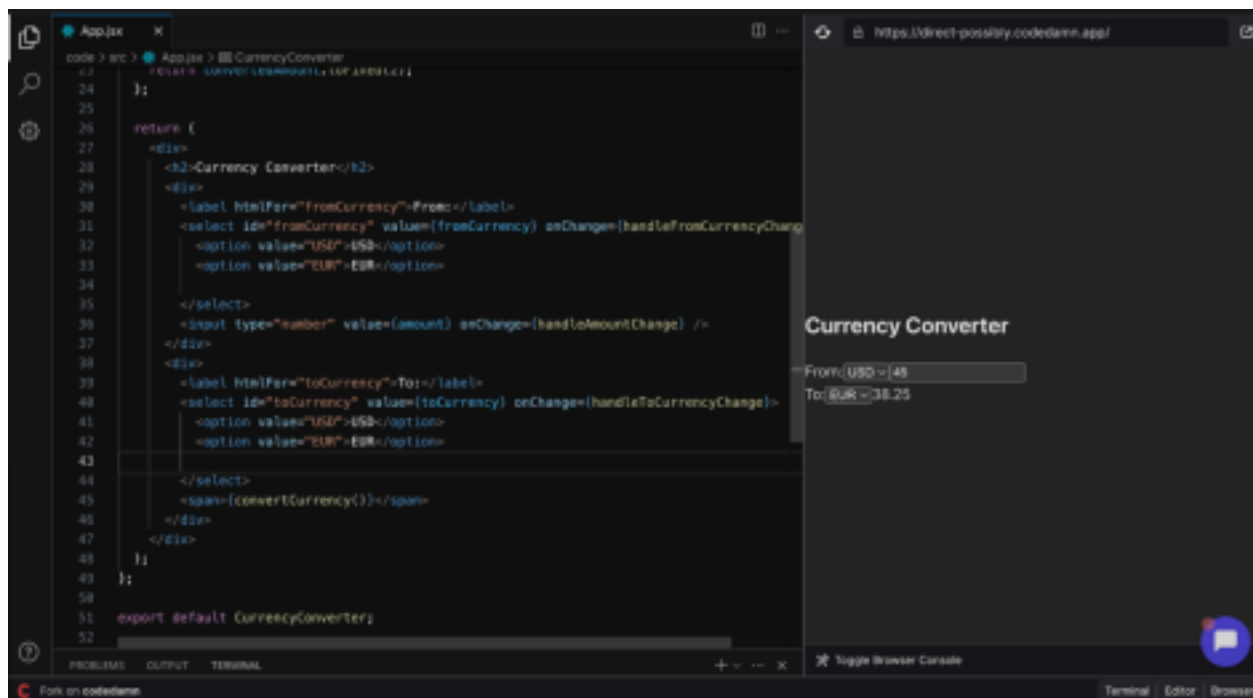 App.jsx
code > src > App.jsx > CurrencyConverter
23 return convertedAmount.toFixed(2);
24 };
25
26 return (
27 <div>
28 <h2>Currency Converter</h2>
29 <div>
30 <label htmlFor="fromCurrency">From:</label>
31 <select id="fromCurrency" value={fromCurrency} onChange={handleFromCurrencyChang
32 <option value="USD">USD</option>
33 <option value="EUR">EUR</option>
34
35 </select>
36 <input type="number" value={amount} onChange={handleAmountChange} />
37 </div>
38 <div>
39 <label htmlFor="toCurrency">To:</label>
40 <select id="toCurrency" value={toCurrency} onChange={handleToCurrencyChange}>
41 <option value="USD">USD</option>
42 <option value="EUR">EUR</option>
43
44 </select>
45 <span>{convertCurrency()}</span>
46 </div>
47 </div>
48 );
49 };
50
51 export default CurrencyConverter;
52
PROBLEMS OUTPUT TERMINAL
Fork on codedamn
https://direct-possibly.codedamn.app/
Currency Converter
From: USD
To: EUR 38.25
Toggle Browser Console
Terminal Editor Browser